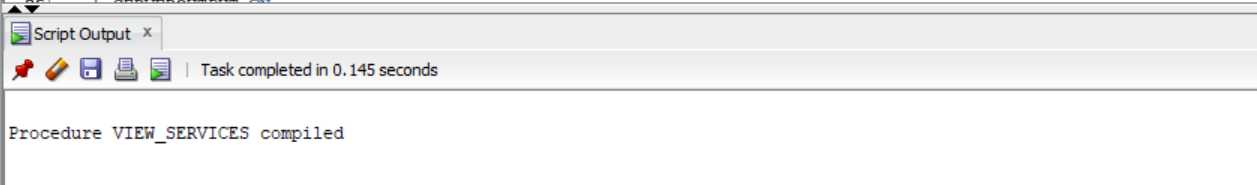 Script Output x
Task completed in 0.145 seconds
Procedure VIEW_SERVICES compiled